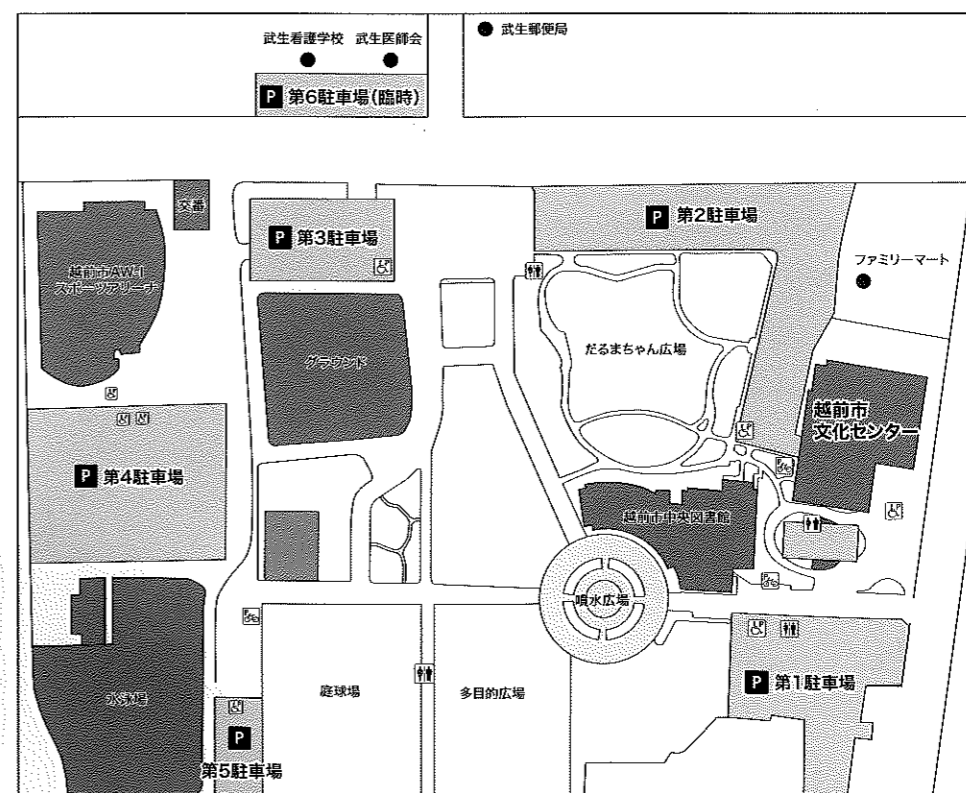 武生看護学校 武生医師会
武生郵便局
P 第6駐車場(臨時)
交番
P 第2駐車場
P 第3駐車場
越前市AW-I
スポーツアリーナ
ファミリーマート
だるまちゃん広場
グラウンド
越前市
文化センター
P 第4駐車場
越前市中央図書館
噴水広場
水泳場
庭球場
多目的広場
P 第1駐車場
P
第5駐車場